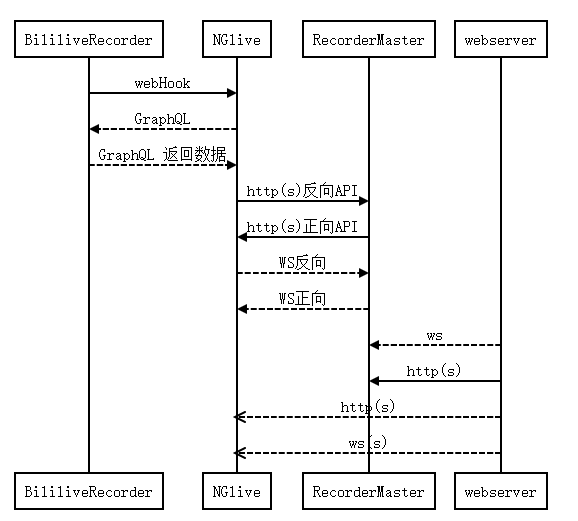 BililiveRecorder
NGlive
RecorderMaster
webserver
webHook
GraphQL
GraphQL 返回数据
http(s)反向API
http(s)正向API
WS反向
WS正向
ws
http(s)
http(s)
ws(s)
BililiveRecorder
NGlive
RecorderMaster
webserver